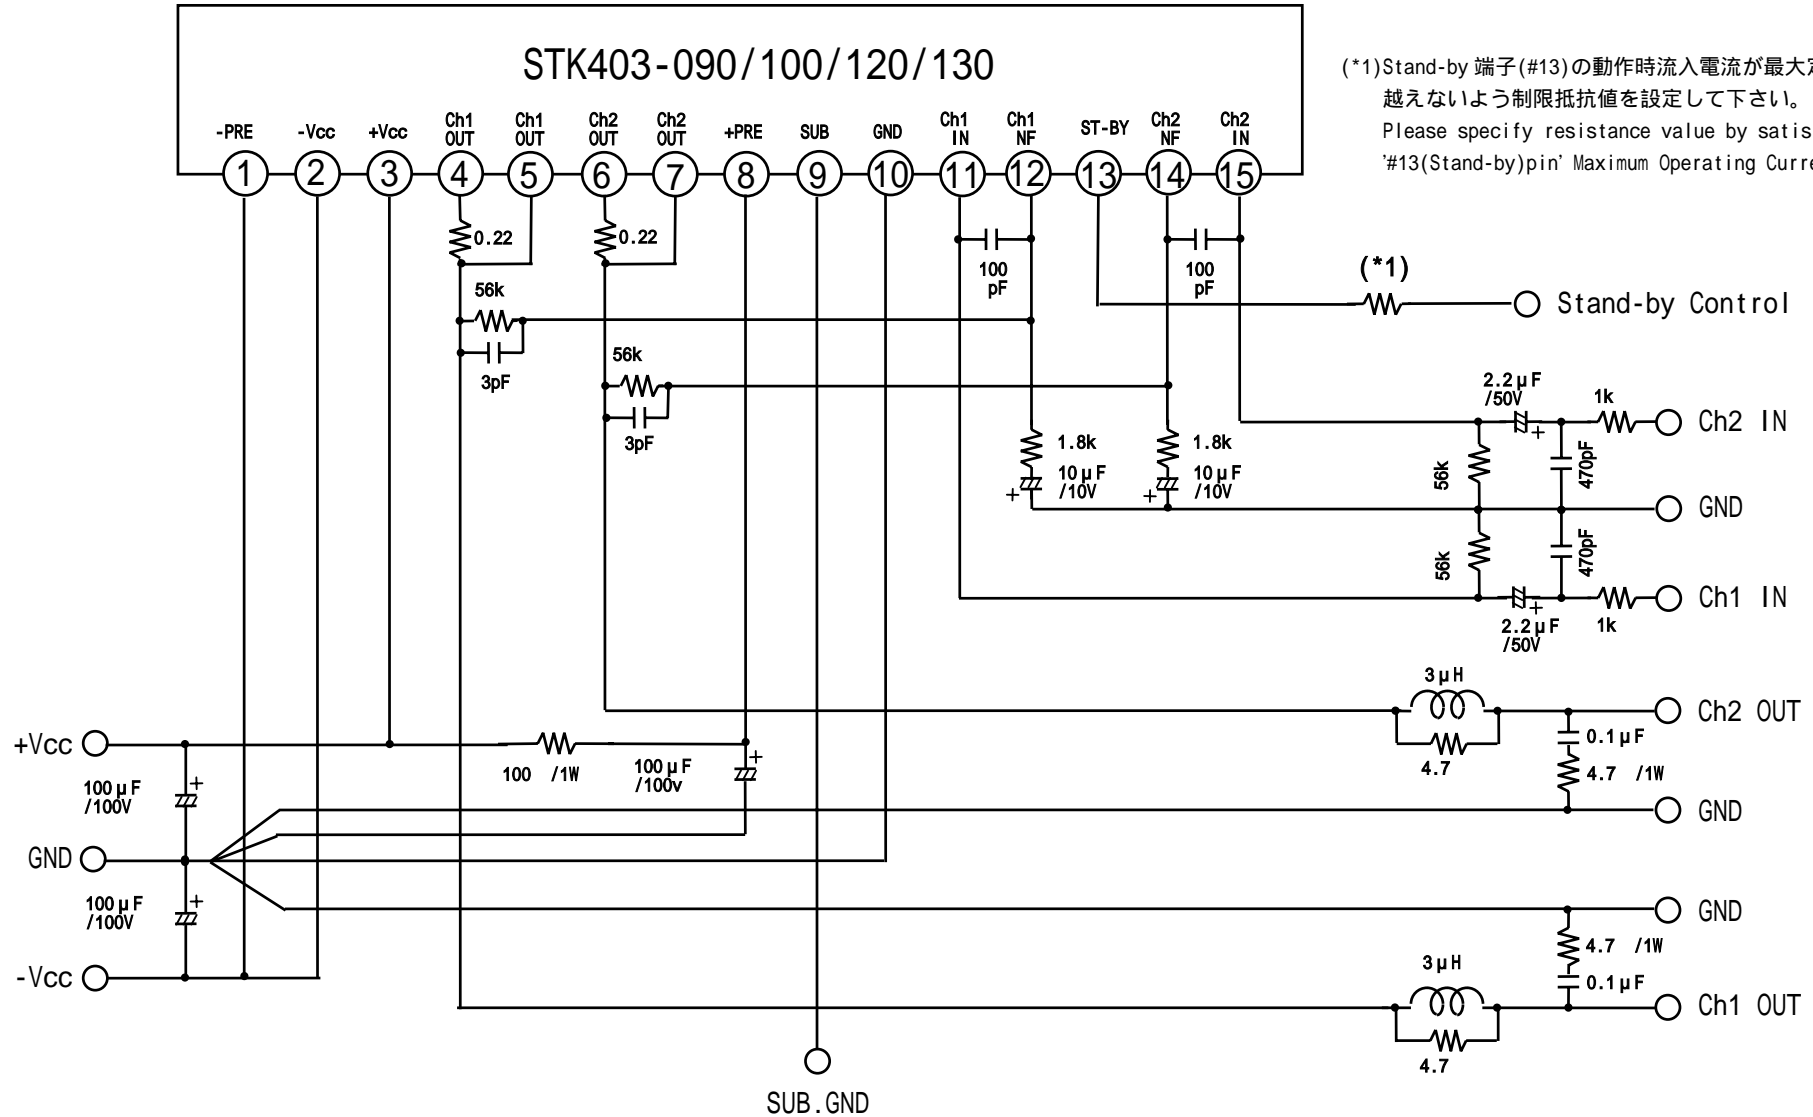 STK403-090/100/120/130
(*1)Stand-by 端子(#13)の動作時流入電流が最大
越えないよう制限抵抗値を設定して下さい。
Please specify resistance value by satis
'#13(Stand-by)pin' Maximum Operating Curre
-PRE
-Vcc
+Vcc
Ch1
OUT
Ch1
OUT
Ch2
OUT
Ch2
OUT
+PRE
SUB
GND
Ch1
IN
Ch1
NF
ST-BY
Ch2
NF
Ch2
IN
1
2
3
4
5
6
7
8
9
10
11
12
13
14
15
0.22
0.22
100
pF
100
pF
(*1)
56k
Stand-by Control
3pF
56k
3pF
2.2μF
/50V
+
1k
Ch2 IN
1.8k
10μF
/10V
+
1.8k
10μF
/10V
+
56k
470pF
GND
56k
470pF
+
2.2μF
/50V
1k
Ch1 IN
3μH
4.7
Ch2 OUT
0.1μF
4.7 /1W
GND
+Vcc
100 /1W
100μF
/100v
+
100μF
/100V
+
GND
100μF
/100V
+
-Vcc
GND
4.7 /1W
0.1μF
3μH
4.7
Ch1 OUT
SUB.GND